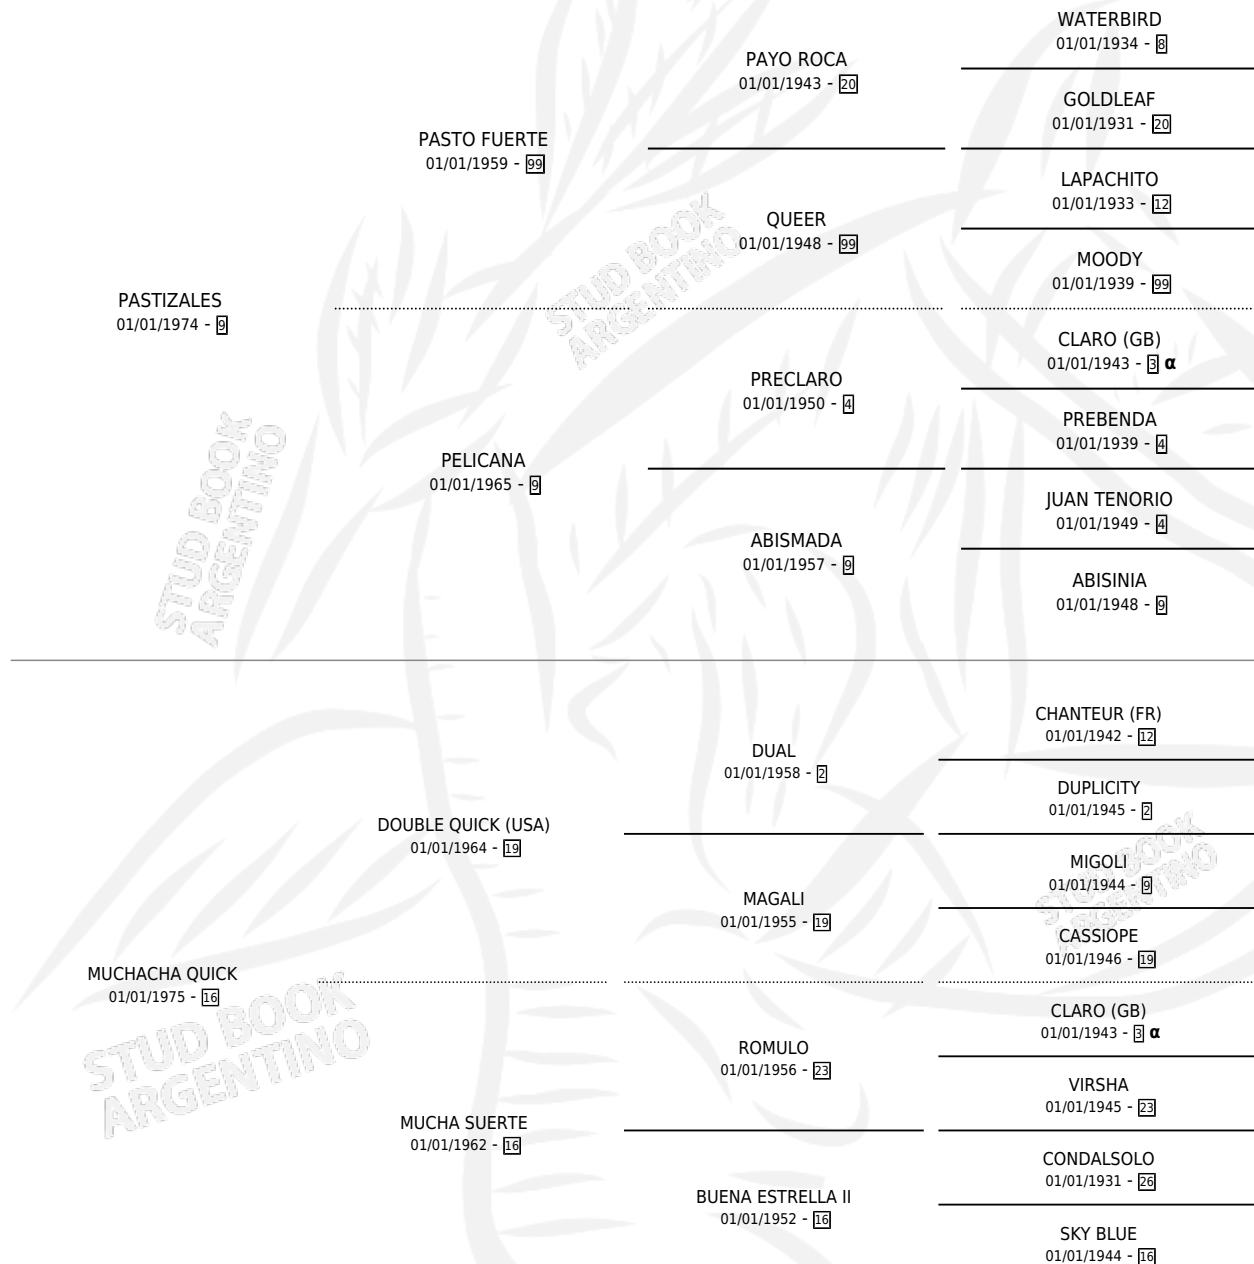 WATERBIRD
01/01/1934 - 8
PAYO ROCA
01/01/1943 - 20
GOLDLEAF
01/01/1931 - 20
PASTO FUERTE
01/01/1959 - 99
LAPACHITO
01/01/1933 - 12
QUEER
01/01/1948 - 99
MOODY
01/01/1939 - 99
STUD BOOK
ARGENTINO
PASTIZALES
01/01/1974 - 9
CLARO (GB)
01/01/1943 - 3 α
PRECLARO
01/01/1950 - 4
PREBENDA
01/01/1939 - 4
PELICANA
01/01/1965 - 9
JUAN TENORIO
01/01/1949 - 4
ABISMADA
01/01/1957 - 9
ABISINIA
01/01/1948 - 9
STUD BOOK
ARGENTINO
CHANTEUR (FR)
01/01/1942 - 12
DUAL
01/01/1958 - 2
DUPLICITY
01/01/1945 - 2
DOUBLE QUICK (USA)
01/01/1964 - 19
MIGOLI
01/01/1944 - 9
STUD BOOK
ARGENTINO
MAGALI
01/01/1955 - 19
CASSIOPE
01/01/1946 - 19
MUCHACHA QUICK
01/01/1975 - 16
STUD BOOK
ARGENTINO
CLARO (GB)
01/01/1943 - 3 α
ROMULO
01/01/1956 - 23
VIRSHA
01/01/1945 - 23
MUCHA SUERTE
01/01/1962 - 16
CONDALSOLO
01/01/1931 - 26
BUENA ESTRELLA II
01/01/1952 - 16
SKY BLUE
01/01/1944 - 16